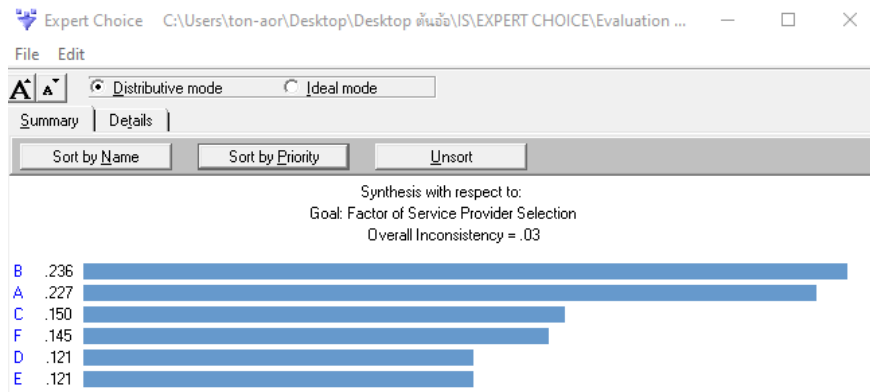 Expert Choice C:\Users\ton-aor\Desktop\Desktop ต้นอ้อ\IS\EXPERT CHOICE\Evaluation ...
File Edit
A A Distributive mode Ideal mode
Summary Details
Sort by Name Sort by Priority Unsort
Synthesis with respect to:
Goal: Factor of Service Provider Selection
Overall Inconsistency = .03
B .236
A .227
C .150
F .145
D .121
E .121